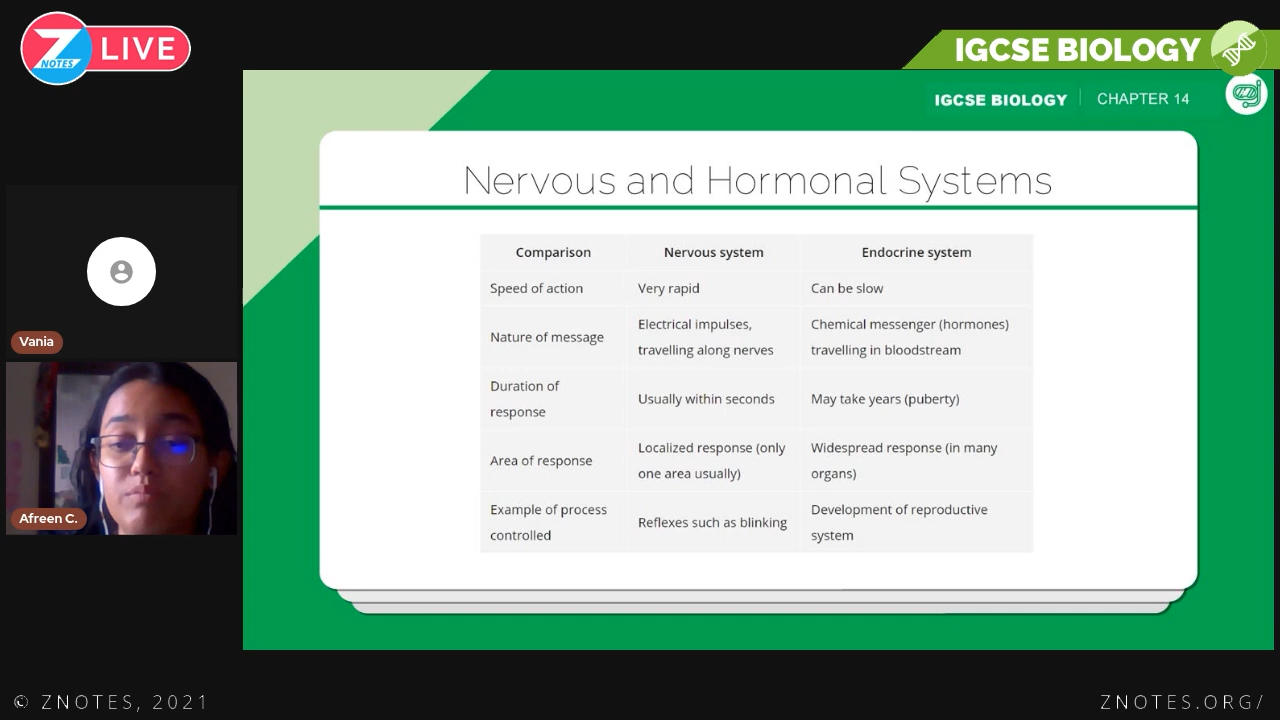 Z NOTES LIVE
IGCSE BIOLOGY
IGCSE BIOLOGY | CHAPTER 14
Nervous and Hormonal Systems
Comparison Nervous system Endocrine system
Speed of action Very rapid Can be slow
Nature of message Electrical impulses, travelling along nerves Chemical messenger (hormones) travelling in bloodstream
Duration of response Usually within seconds May take years (puberty)
Area of response Localized response (only one area usually) Widespread response (in many organs)
Example of process controlled Reflexes such as blinking Development of reproductive system
Vania
Afreen C.
© ZNOTES, 2021
ZNOTES.ORG/